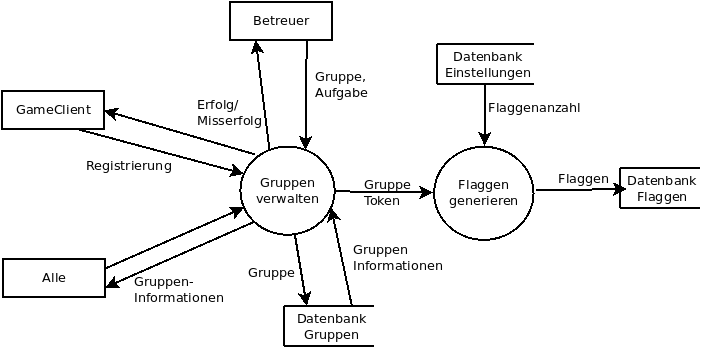 Betreuer
Datenbank
Einstellungen
Gruppe,
Aufgabe
GameClient
Erfolg/
Misserfolg
Flaggenanzahl
Registrierung
Gruppen
verwalten
Gruppe
Token
Flaggen
generieren
Flaggen
Datenbank
Flaggen
Gruppen
Informationen
Gruppe
Alle
Gruppen-
Informationen
Datenbank
Gruppen